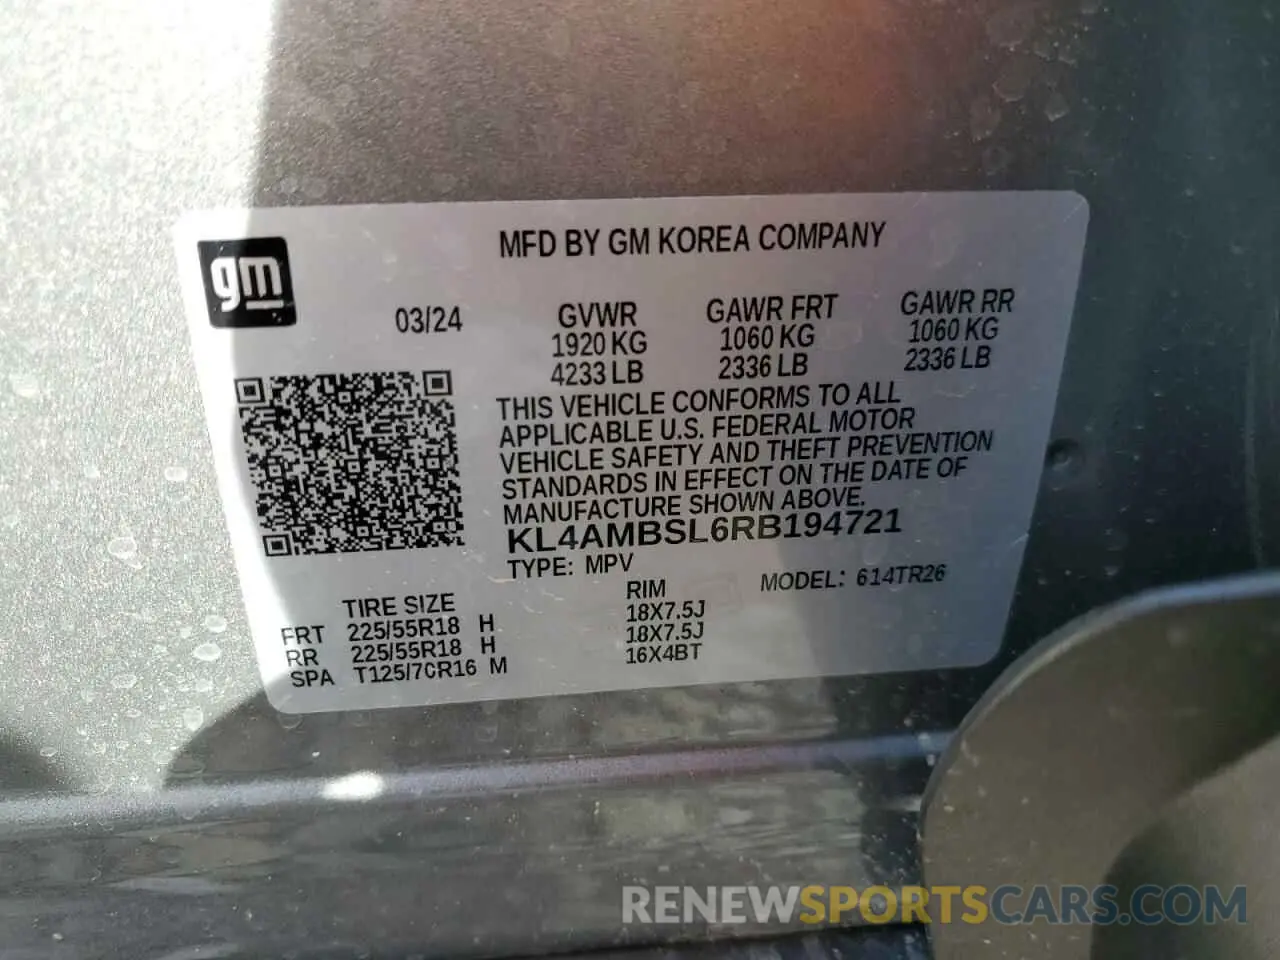 gm
MFD BY GM KOREA COMPANY
03/24
GVWR GAWR FRT GAWR RR
1920 KG 1060 KG 1060 KG
4233 LB 2336 LB 2336 LB
THIS VEHICLE CONFORMS TO ALL
APPLICABLE U.S. FEDERAL MOTOR
VEHICLE SAFETY AND THEFT PREVENTION
STANDARDS IN EFFECT ON THE DATE OF
MANUFACTURE SHOWN ABOVE.
KL4AMBSL6RB194721
TYPE: MPV MODEL: 614TR26
TIRE SIZE RIM
FRT 225/55R18 H 18X7.5J
RR 225/55R18 H 18X7.5J
SPA T125/70R16 M 16X4BT
RENEWSPORTSCARS.COM